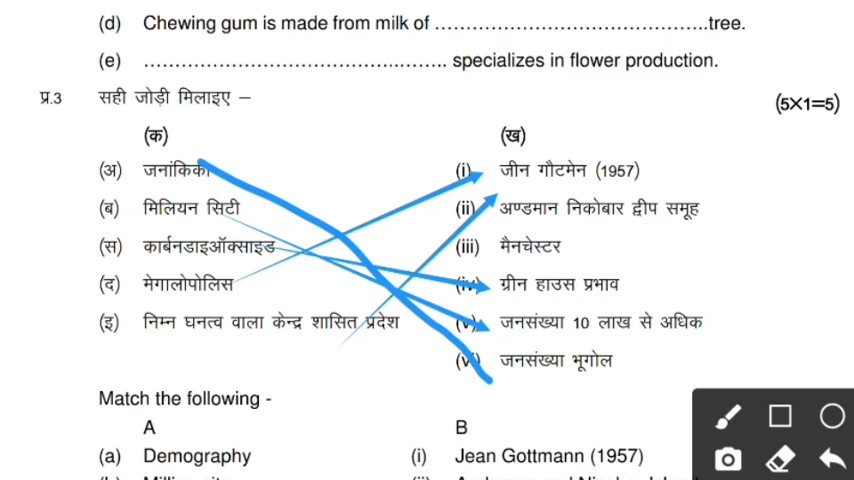 (d) Chewing gum is made from milk of ..........................................tree.
(e) ................................................ specializes in flower production.
प्र.3 सही जोड़ी मिलाइए – (5×1=5)
(क) (ख)
(अ) जनांकिकी (i) जीन गौटमेन (1957)
(ब) मिलियन सिटी (ii) अण्डमान निकोबार द्वीप समूह
(स) कार्बनडाइऑक्साइड (iii) मैनचेस्टर
(द) मेगालोपोलिस (iv) ग्रीन हाउस प्रभाव
(इ) निम्न घनत्व वाला केन्द्र शासित प्रदेश (v) जनसंख्या 10 लाख से अधिक
(vi) जनसंख्या भूगोल
Match the following -
A B
(a) Demography (i) Jean Gottmann (1957)